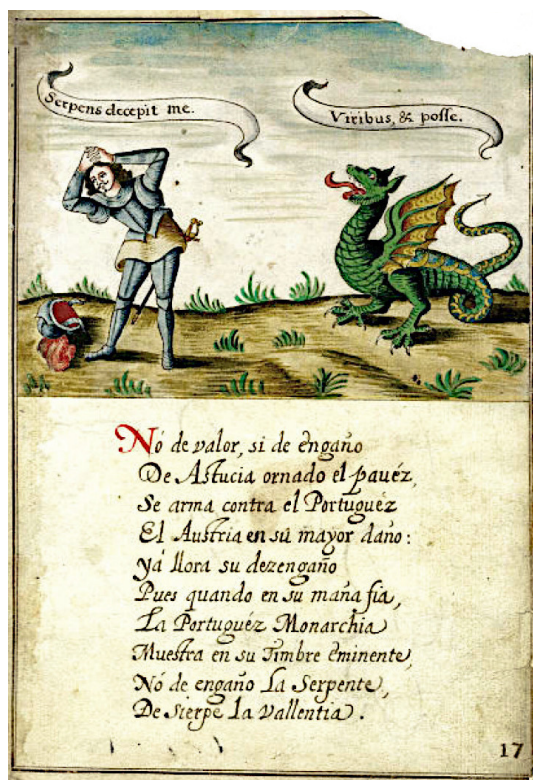 Serpens decepit me.
Viribus, & posse.
Nó de valor, si de engaño
De Astucia ornado el pavéz,
Se arma contra el Portuguéz
El Austria en su mayor daño:
ya llora su dezengaño
Pues quando en su maña fia,
La Portuguéz Monarchia
Muestra en su Timbre eminente,
Nó de engaño La Serpente,
De sierpe La vallentia.
17